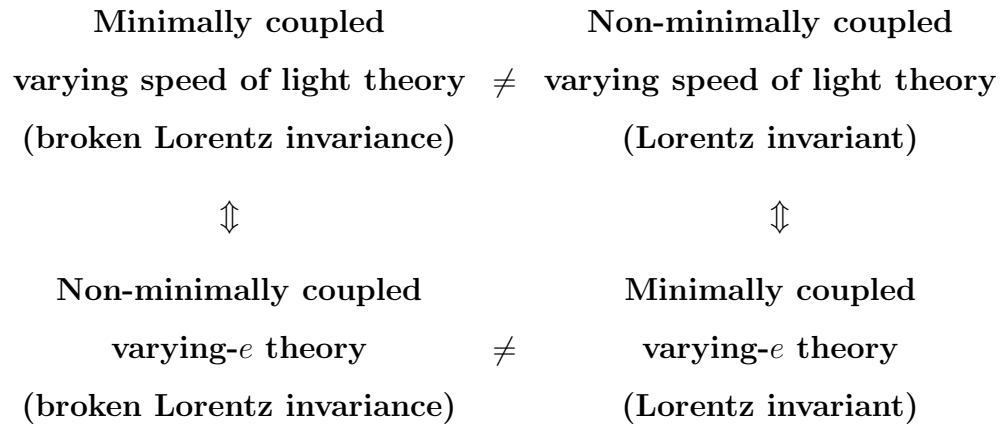 Minimally coupled Non-minimally coupled
varying speed of light theory ≠ varying speed of light theory
(broken Lorentz invariance) (Lorentz invariant)
⇕ ⇕
Non-minimally coupled Minimally coupled
varying-e theory ≠ varying-e theory
(broken Lorentz invariance) (Lorentz invariant)